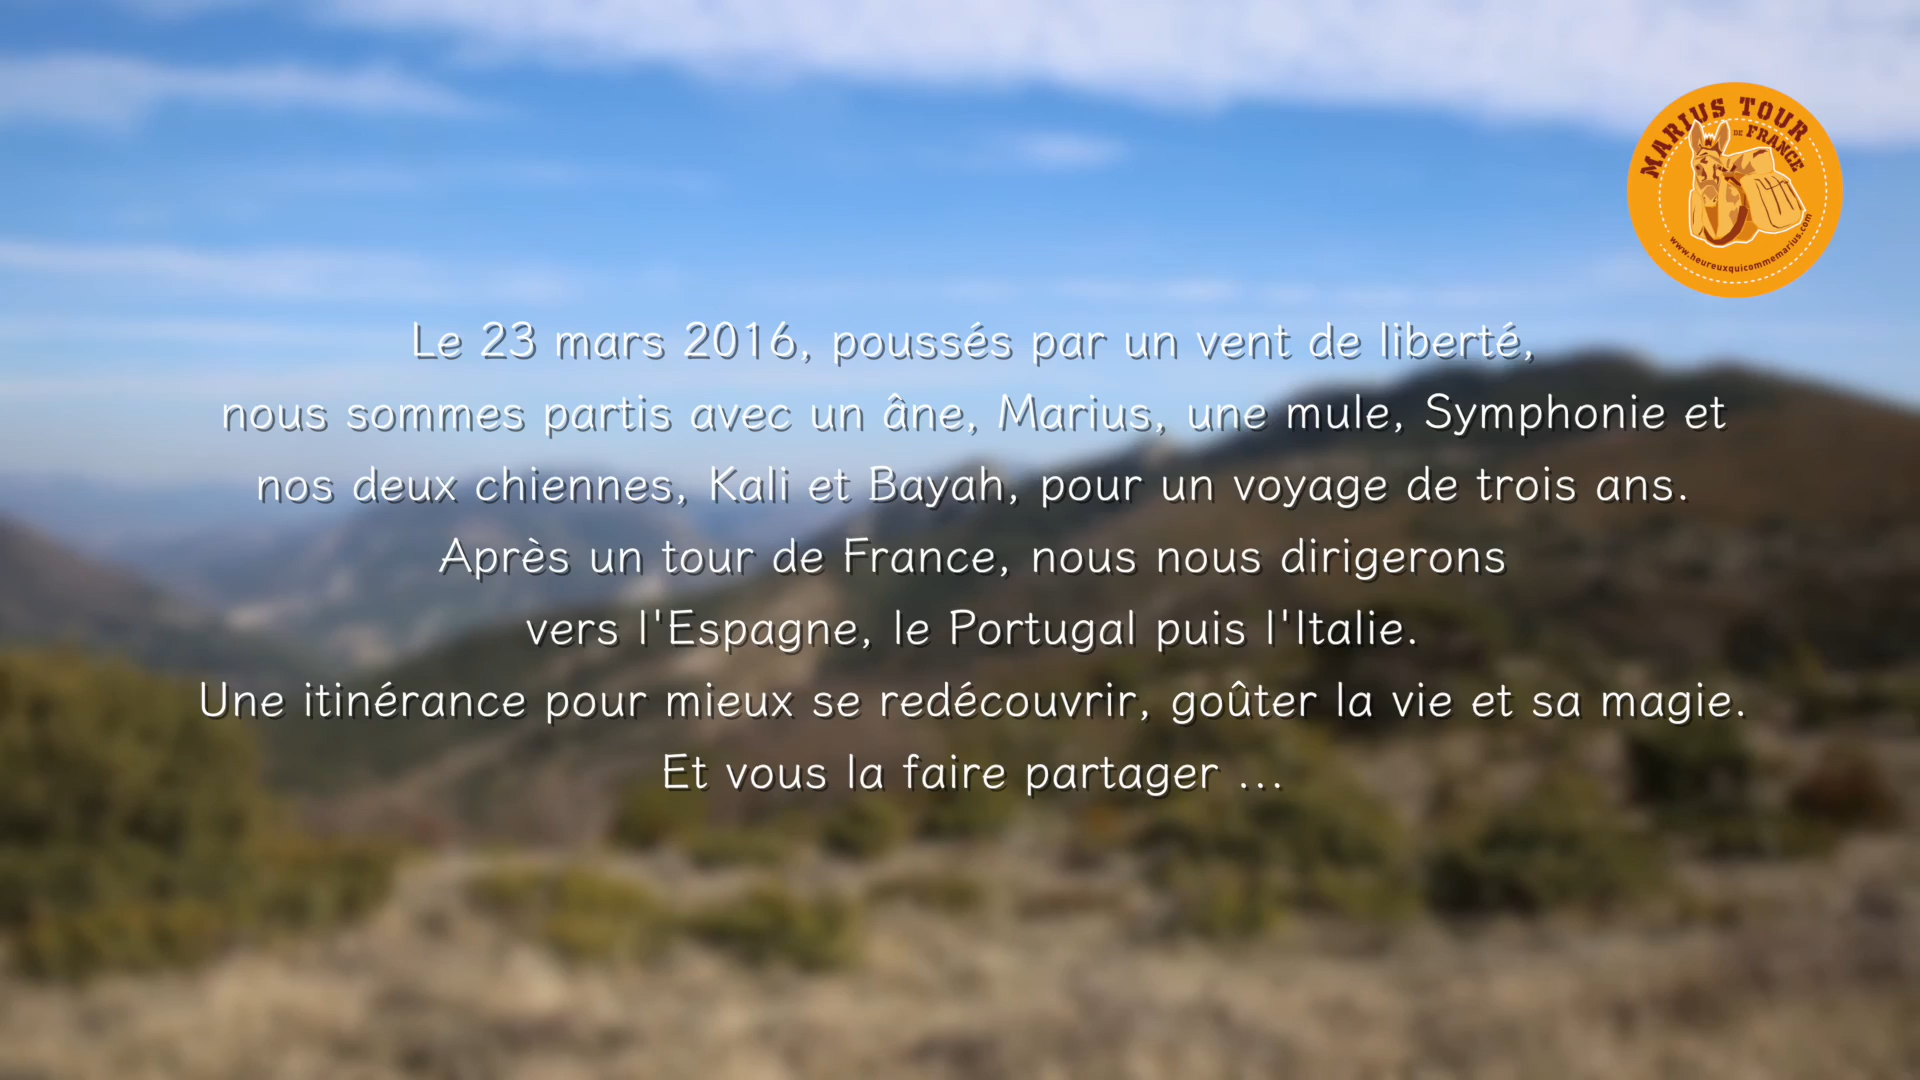 MARIUS TOUR
DE FRANCE
www.heureuxquicommemarius.com
Le 23 mars 2016, poussés par un vent de liberté,
nous sommes partis avec un âne, Marius, une mule, Symphonie et
nos deux chiennes, Kali et Bayah, pour un voyage de trois ans.
Après un tour de France, nous nous dirigerons
vers l'Espagne, le Portugal puis l'Italie.
Une itinérance pour mieux se redécouvrir, goûter la vie et sa magie.
Et vous la faire partager ...